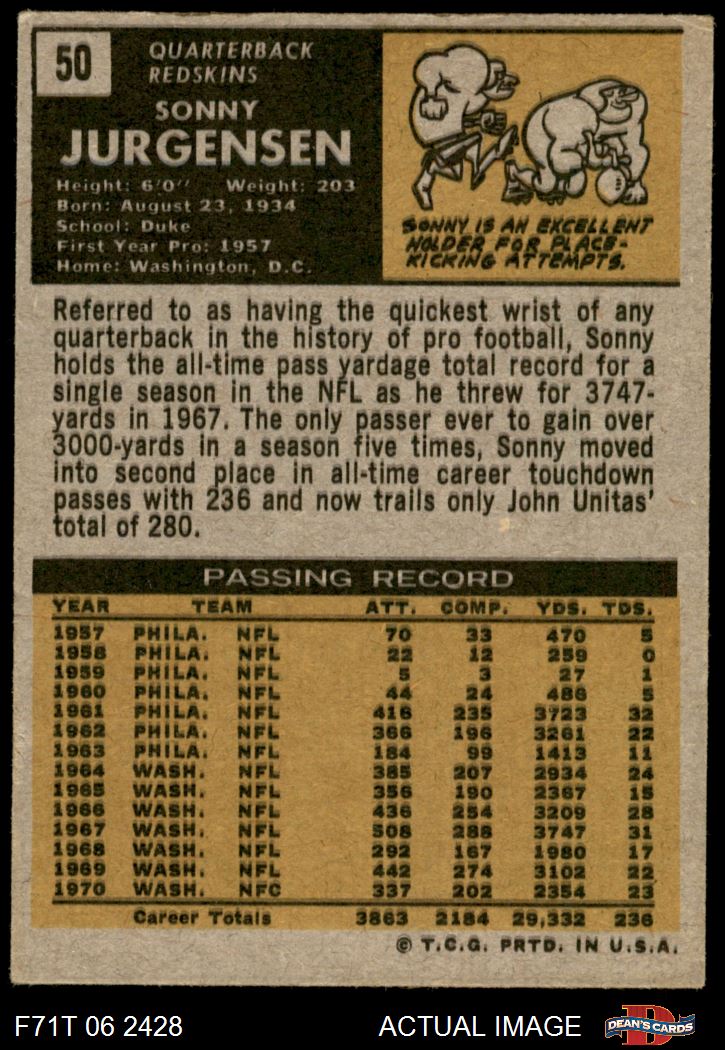 50
QUARTERBACK
REDSKINS
SONNY
JURGENSEN
Height: 6'0" Weight: 203
Born: August 23, 1934
School: Duke
First Year Pro: 1957
Home: Washington, D.C.
SONNY IS AN EXCELLENT
HOLDER FOR PLACE-
KICKING ATTEMPTS.
Referred to as having the quickest wrist of any
quarterback in the history of pro football, Sonny
holds the all-time pass yardage total record for a
single season in the NFL as he threw for 3747-
yards in 1967. The only passer ever to gain over
3000-yards in a season five times, Sonny moved
into second place in all-time career touchdown
passes with 236 and now trails only John Unitas'
total of 280.
PASSING RECORD
YEAR TEAM ATT. COMP. YDS. TDS.
1957 PHILA. NFL 70 33 470 5
1958 PHILA. NFL 22 12 259 0
1959 PHILA. NFL 5 3 27 1
1960 PHILA. NFL 44 24 486 5
1961 PHILA. NFL 416 235 3723 32
1962 PHILA. NFL 366 196 3261 22
1963 PHILA. NFL 184 99 1413 11
1964 WASH. NFL 385 207 2934 24
1965 WASH. NFL 356 190 2367 15
1966 WASH. NFL 436 254 3209 28
1967 WASH. NFL 508 288 3747 31
1968 WASH. NFL 292 167 1980 17
1969 WASH. NFL 442 274 3102 22
1970 WASH. NFC 337 202 2354 23
Career Totals 3863 2184 29,332 236
© T.C.G. PRTD. IN U.S.A.
F71T 06 2428 ACTUAL IMAGE
D
DEAN'S CARDS